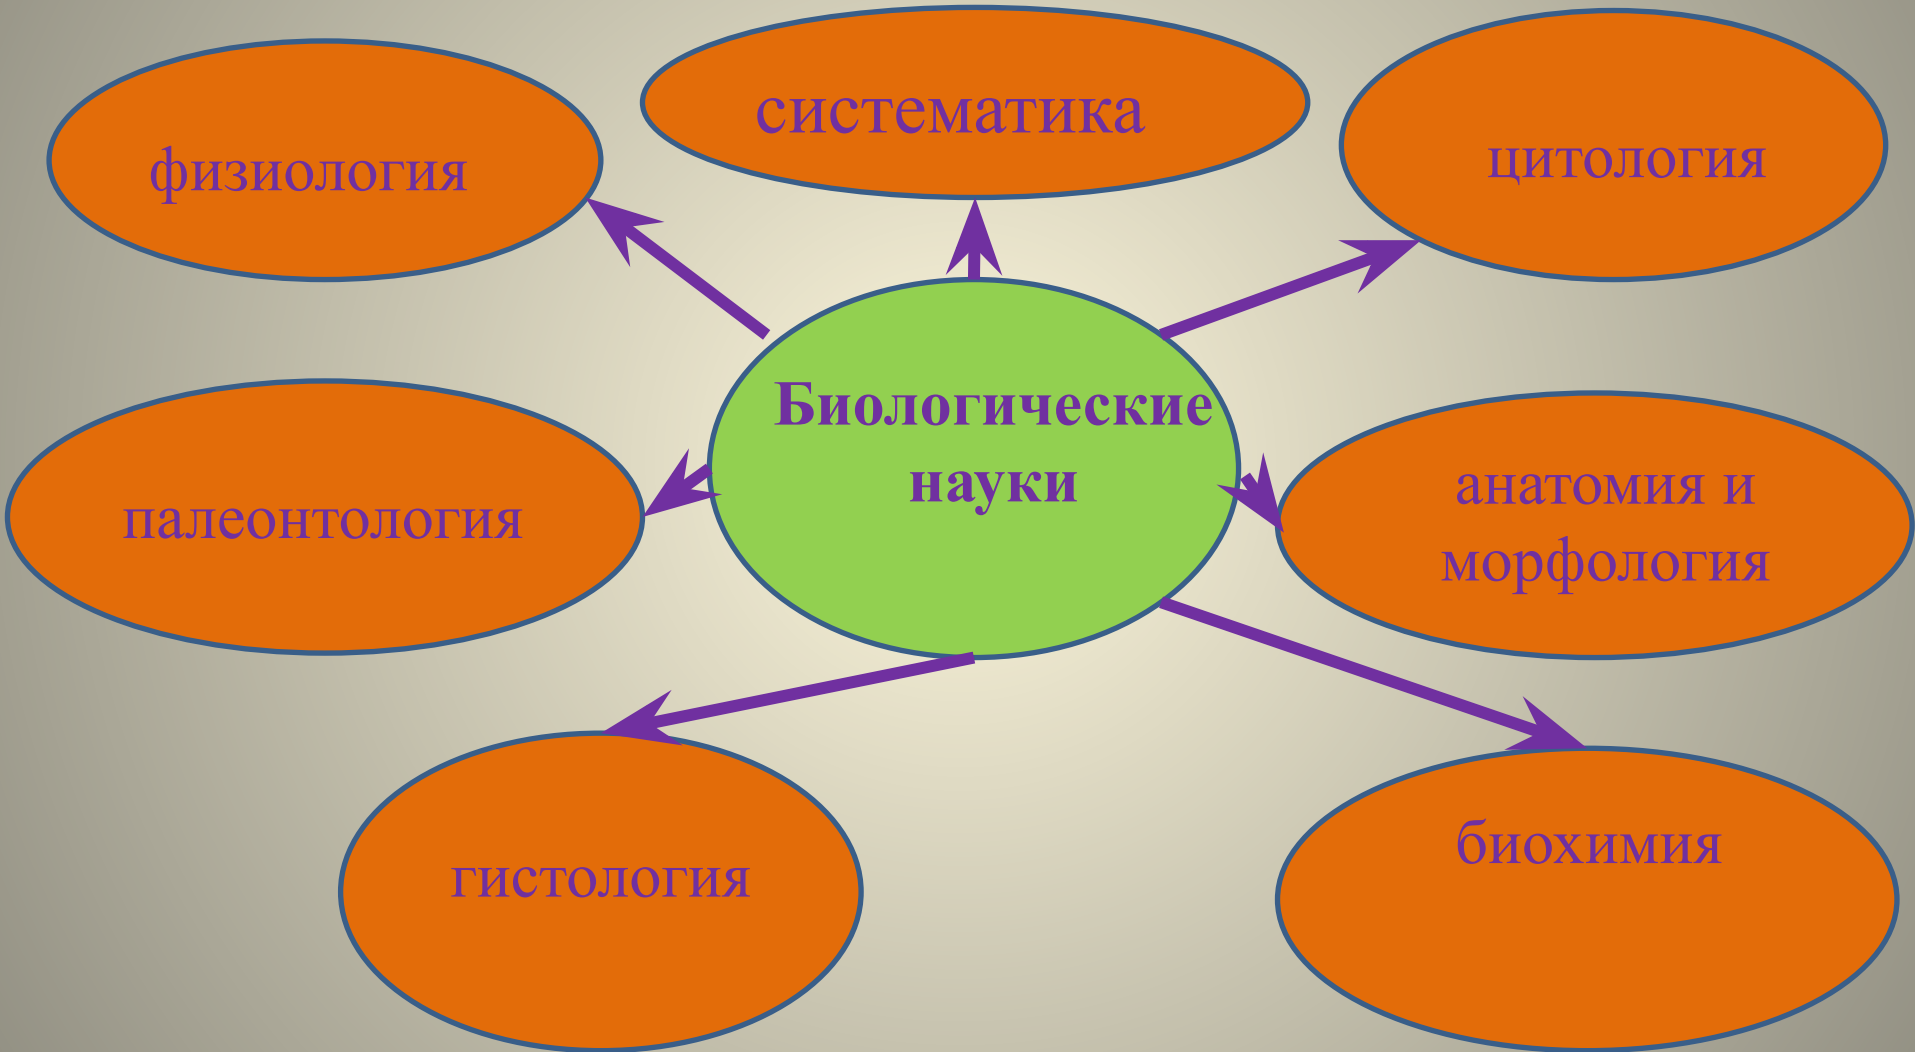 систематика
физиология
цитология
Биологические
науки
палеонтология
анатомия и
морфология
гистология
биохимия